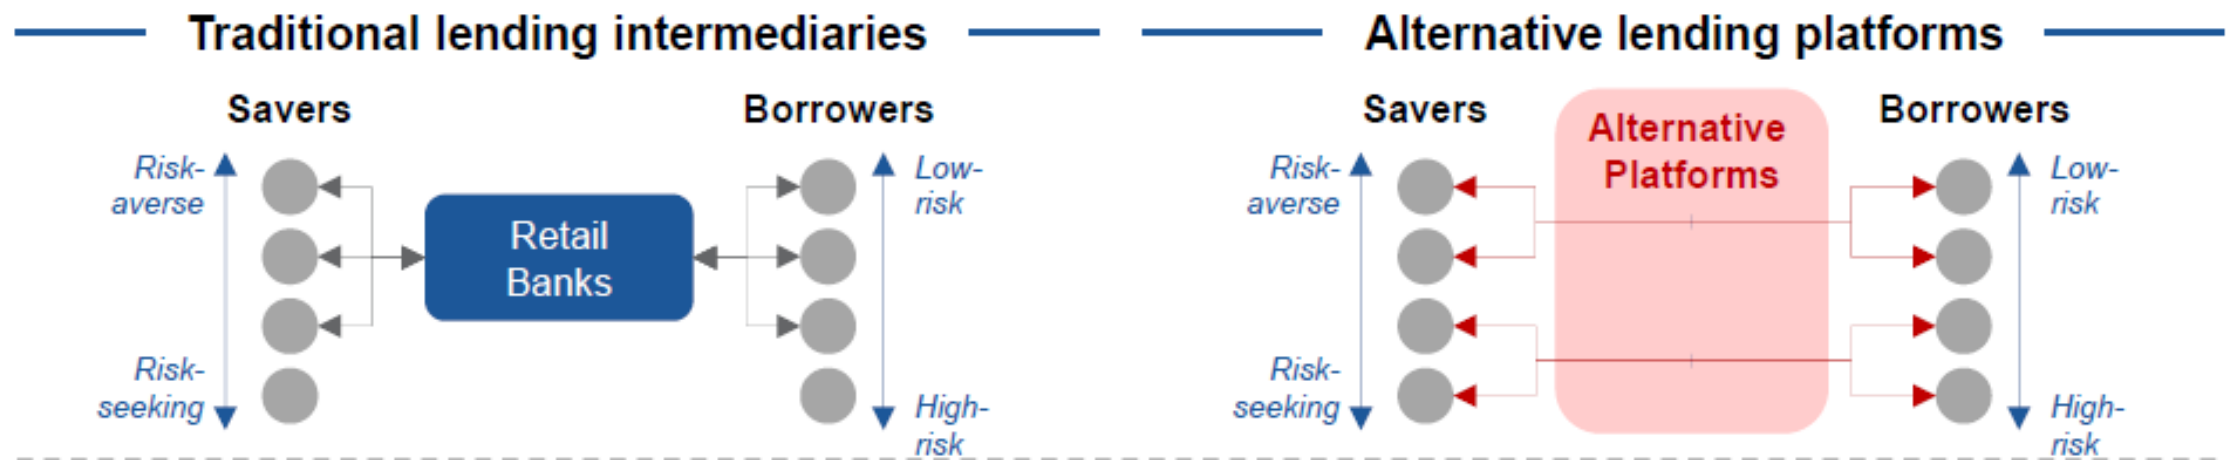 Traditional lending intermediaries
Savers
Borrowers
Risk-
averse
Risk-
seeking
Retail
Banks
Low-
risk
High-
risk
Alternative lending platforms
Savers
Alternative
Platforms
Borrowers
Risk-
averse
Risk-
seeking
Low-
risk
High-
risk